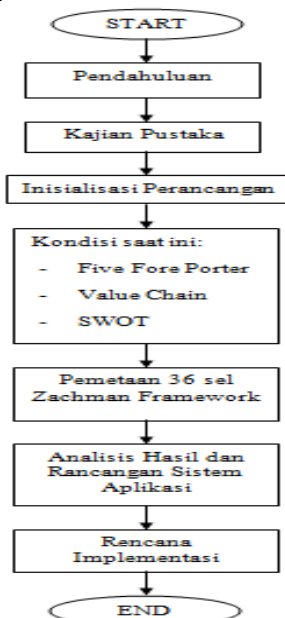 START
Pendahuluan
Kajian Pustaka
Inisialisasi Perancangan
Kondisi saat ini:
- Five Fore Porter
- Value Chain
- SWOT
Pemetaan 36 sel
Zachman Framework
Analisis Hasil dan
Rancangan Sistem
Aplikasi
Rencana
Implementasi
END